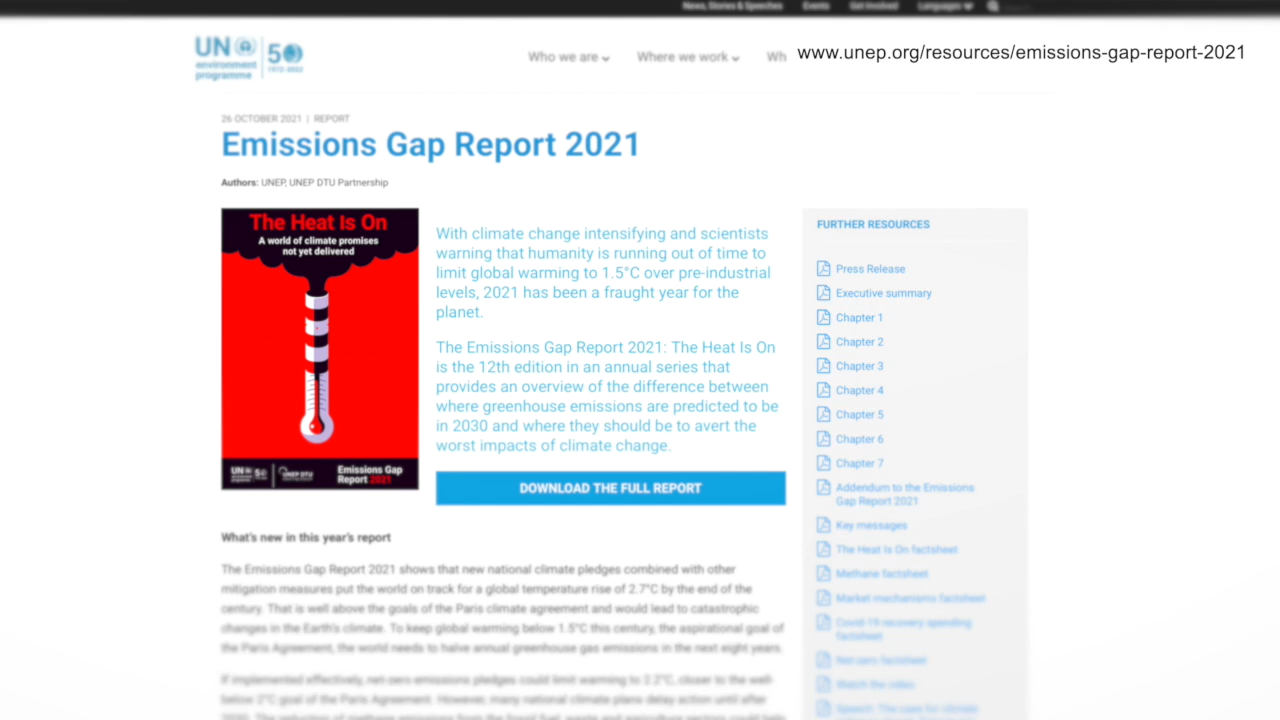 News, Stories & Speeches Events Get Involved Languages
UN
environment
programme
50
1972-2022
Who we are
Where we work
Wh
www.unep.org/resources/emissions-gap-report-2021
26 OCTOBER 2021 | REPORT
Emissions Gap Report 2021
Authors: UNEP, UNEP DTU Partnership
The Heat Is On
A world of climate promises
not yet delivered
UN
environment
programme
50
UNEP DTU
Emissions Gap
Report 2021
With climate change intensifying and scientists
warning that humanity is running out of time to
limit global warming to 1.5°C over pre-industrial
levels, 2021 has been a fraught year for the
planet.
The Emissions Gap Report 2021: The Heat Is On
is the 12th edition in an annual series that
provides an overview of the difference between
where greenhouse emissions are predicted to be
in 2030 and where they should be to avert the
worst impacts of climate change.
DOWNLOAD THE FULL REPORT
What's new in this year's report
The Emissions Gap Report 2021 shows that new national climate pledges combined with other
mitigation measures put the world on track for a global temperature rise of 2.7°C by the end of the
century. That is well above the goals of the Paris climate agreement and would lead to catastrophic
changes in the Earth's climate. To keep global warming below 1.5°C this century, the aspirational goal of
the Paris Agreement, the world needs to halve annual greenhouse gas emissions in the next eight years.
If implemented effectively, net-zero emissions pledges could limit warming to 2.2°C, closer to the well-
below 2°C goal of the Paris Agreement. However, many national climate plans delay action until after
2030. The reduction of methane emissions from the fossil fuel, waste and agriculture sectors could help
FURTHER RESOURCES
Press Release
Executive summary
Chapter 1
Chapter 2
Chapter 3
Chapter 4
Chapter 5
Chapter 6
Chapter 7
Addendum to the Emissions
Gap Report 2021
Key messages
The Heat Is On factsheet
Methane factsheet
Market mechanisms factsheet
Covid-19 recovery spending
factsheet
Net-zero factsheet
Watch the video
Speech: The case for climate